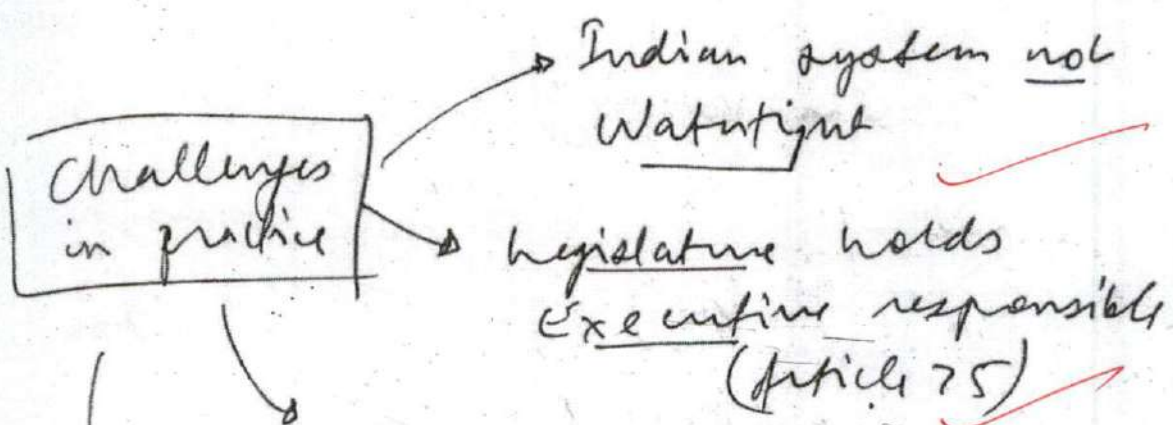 Indian system not
Watertight
Challenges
in practice
Legislature holds
Executive responsible
(Article 75)